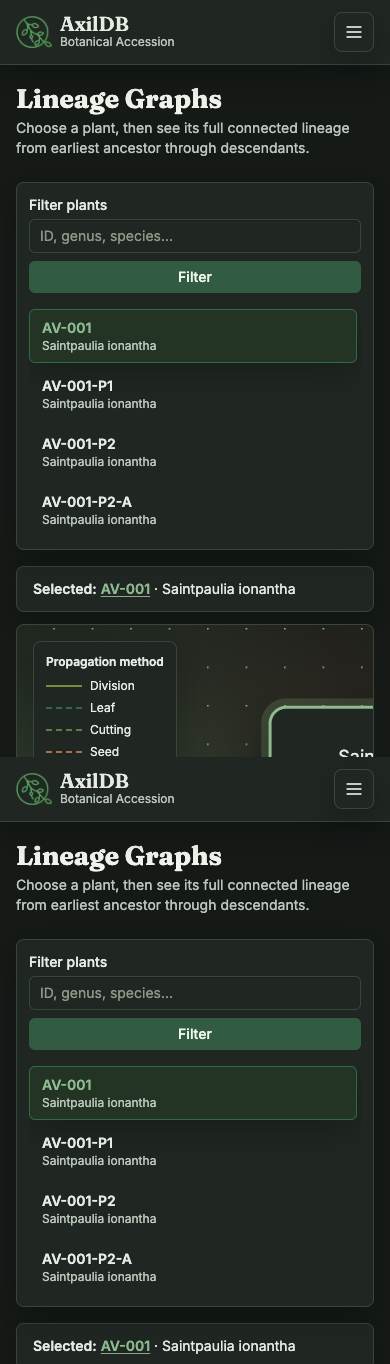 AxilDB
Botanical Accession
Lineage Graphs
Choose a plant, then see its full connected lineage
from earliest ancestor through descendants.
Filter plants
ID, genus, species...
Filter
AV-001
Saintpaulia ionantha
AV-001-P1
Saintpaulia ionantha
AV-001-P2
Saintpaulia ionantha
AV-001-P2-A
Saintpaulia ionantha
Selected: AV-001 · Saintpaulia ionantha
Propagation method
Division
Leaf
Cutting
Seed
AxilDB
Botanical Accession
Lineage Graphs
Choose a plant, then see its full connected lineage
from earliest ancestor through descendants.
Filter plants
ID, genus, species...
Filter
AV-001
Saintpaulia ionantha
AV-001-P1
Saintpaulia ionantha
AV-001-P2
Saintpaulia ionantha
AV-001-P2-A
Saintpaulia ionantha
Selected: AV-001 · Saintpaulia ionantha